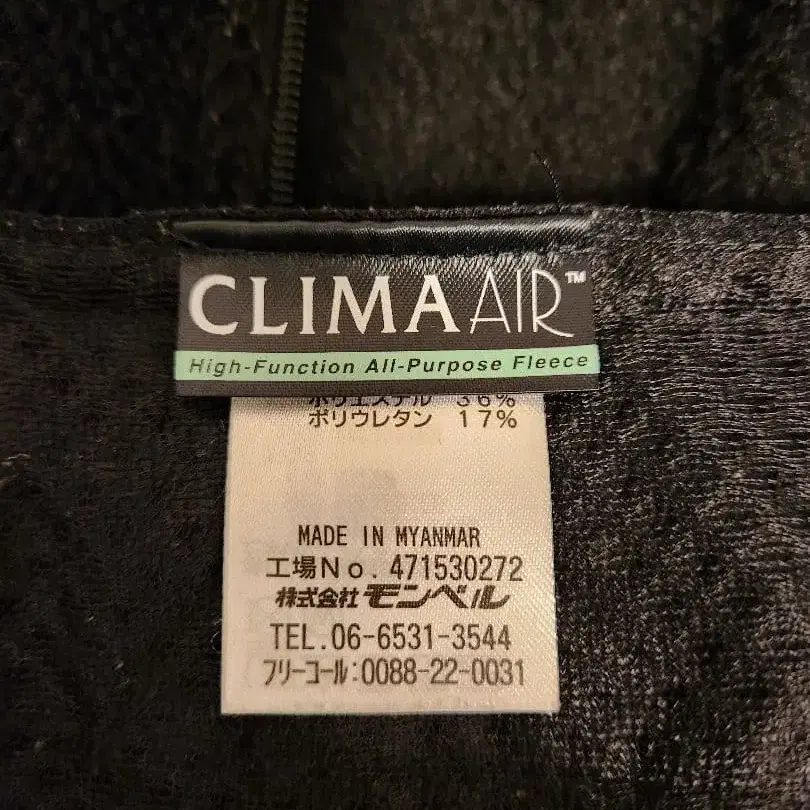 CLIMAAIR™
High-Function All-Purpose Fleece
ポリエステル 36%
ポリウレタン 17%
MADE IN MYANMAR
工場No. 471530272
株式会社モンベル
TEL.06-6531-3544
フリーコール:0088-22-0031